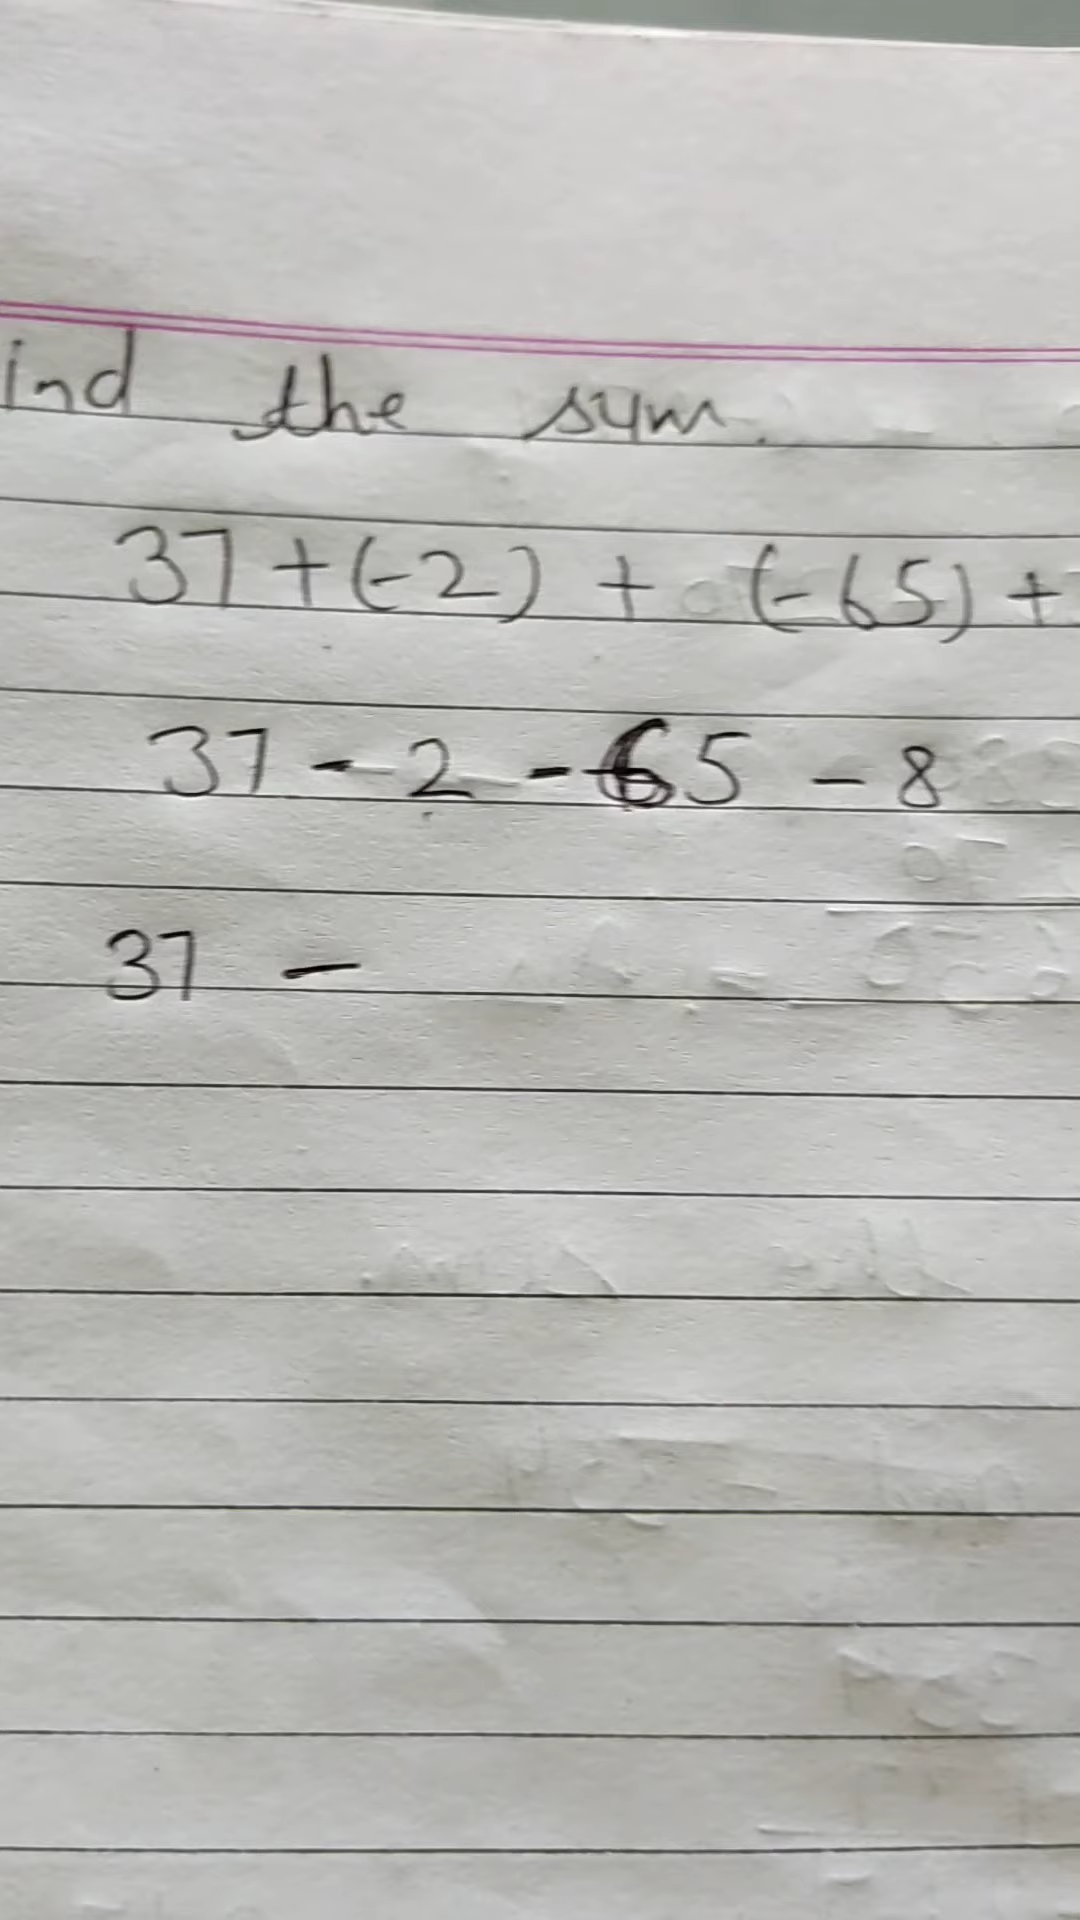 ind the sum.
37 + (-2) + (-65) +
37 - 2 - 65 - 8
37 -